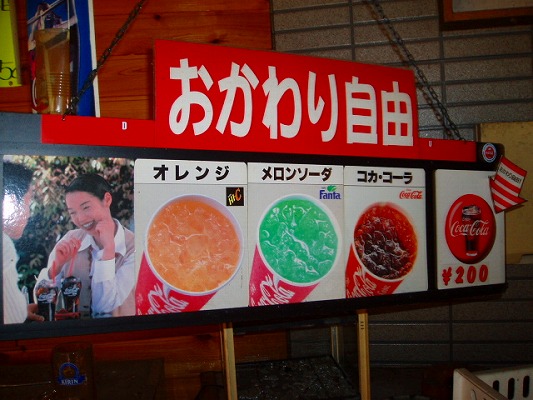 おかわり自由
オレンジ
メロンソーダ
コカ・コーラ
Fanta
Coca-Cola
Coca-Cola
¥200